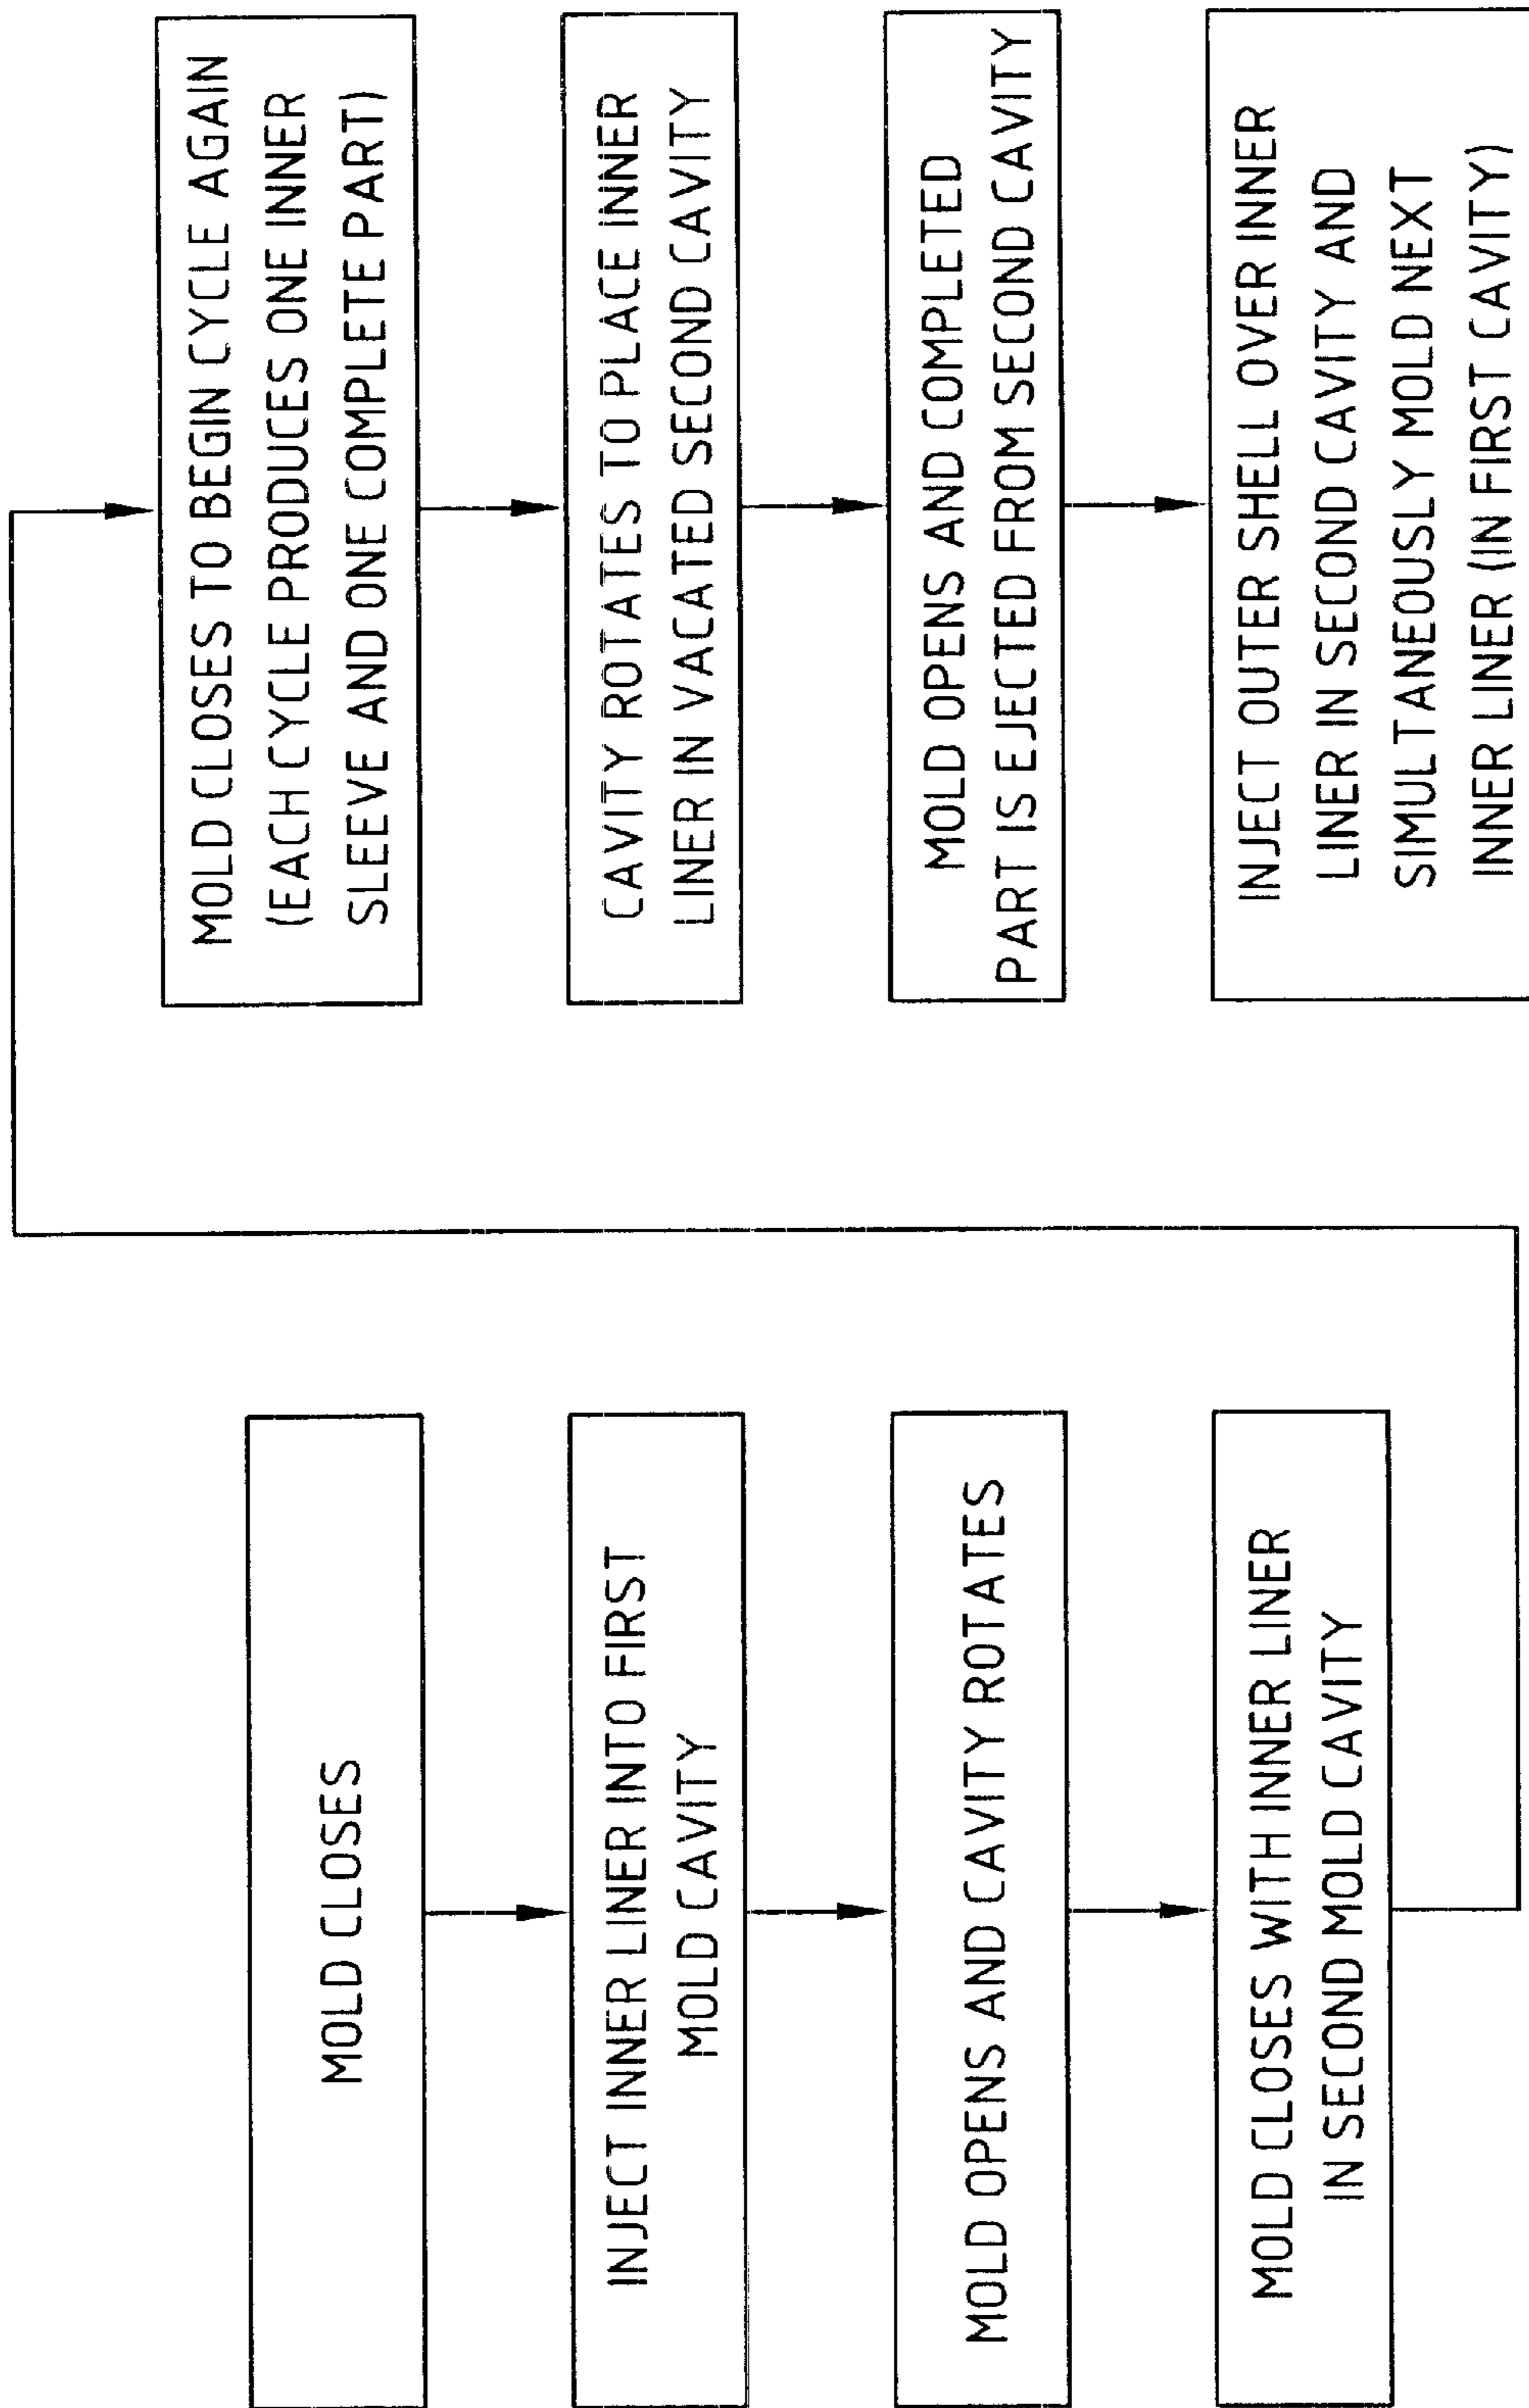 MOLD CLOSES
INJECT INNER LINER INTO FIRST
MOLD CAVITY
MOLD OPENS AND CAVITY ROTATES
MOLD CLOSES WITH INNER LINER
IN SECOND MOLD CAVITY
MOLD CLOSES TO BEGIN CYCLE AGAIN
(EACH CYCLE PRODUCES ONE INNER
SLEEVE AND ONE COMPLETE PART)
CAVITY ROTATES TO PLACE INNER
LINER IN VACATED SECOND CAVITY
MOLD OPENS AND COMPLETED
PART IS EJECTED FROM SECOND CAVITY
INJECT OUTER SHELL OVER INNER
LINER IN SECOND CAVITY AND
SIMULTANEOUSLY MOLD NEXT
INNER LINER (IN FIRST CAVITY)